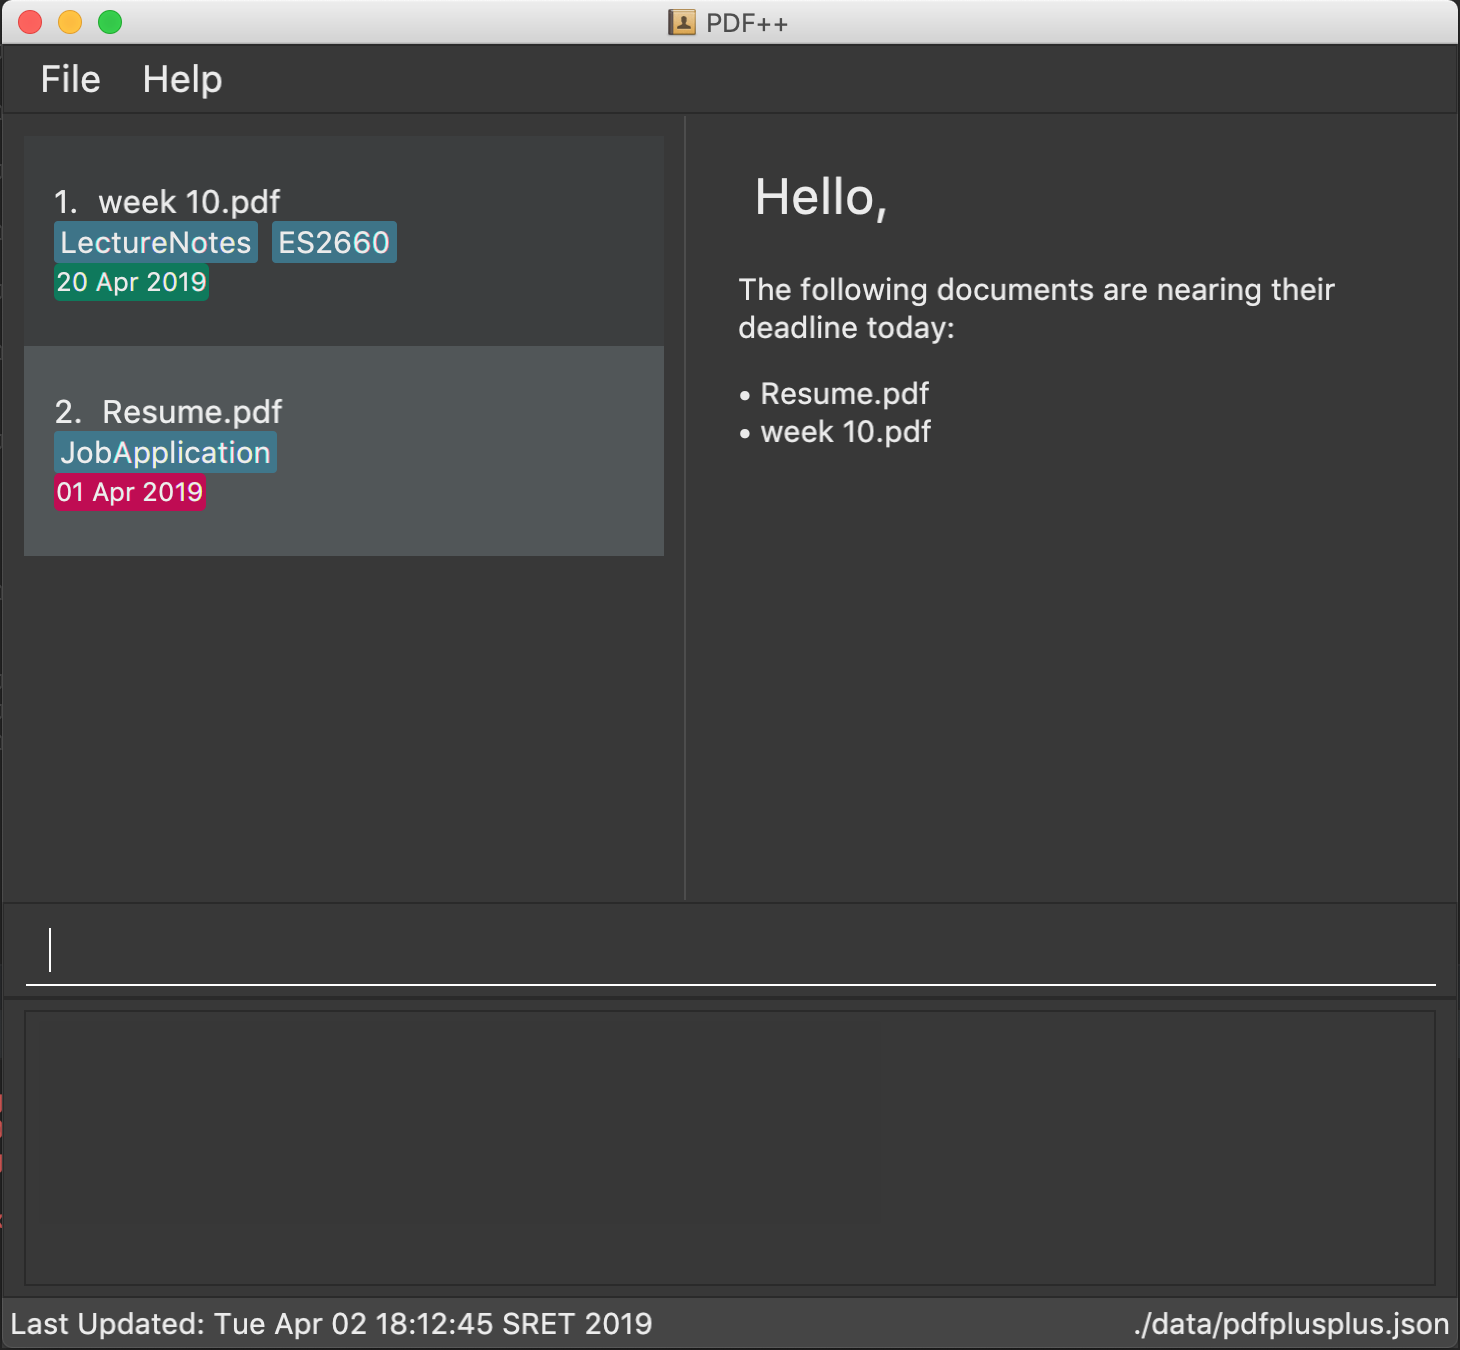 PDF++
File Help
1. week 10.pdf
LectureNotes ES2660
20 Apr 2019
2. Resume.pdf
JobApplication
01 Apr 2019
Hello,
The following documents are nearing their
deadline today:
• Resume.pdf
• week 10.pdf
Last Updated: Tue Apr 02 18:12:45 SRET 2019
./data/pdfplusplus.json